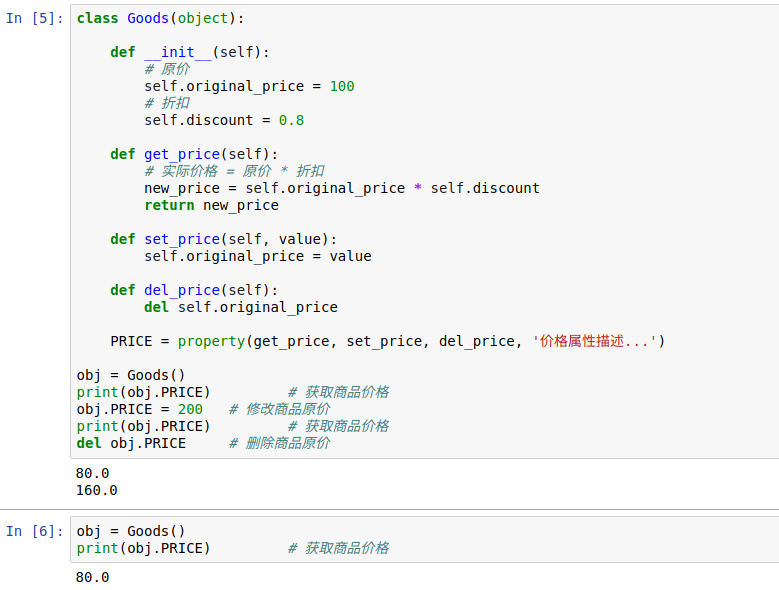 In [5]: class Goods(object):
def __init__(self):
# 原价
self.original_price = 100
# 折扣
self.discount = 0.8
def get_price(self):
# 实际价格 = 原价 * 折扣
new_price = self.original_price * self.discount
return new_price
def set_price(self, value):
self.original_price = value
def del_price(self):
del self.original_price
PRICE = property(get_price, set_price, del_price, '价格属性描述...')
obj = Goods()
print(obj.PRICE) # 获取商品价格
obj.PRICE = 200 # 修改商品原价
print(obj.PRICE) # 获取商品价格
del obj.PRICE # 删除商品原价
80.0
160.0
In [6]: obj = Goods()
print(obj.PRICE) # 获取商品价格
80.0